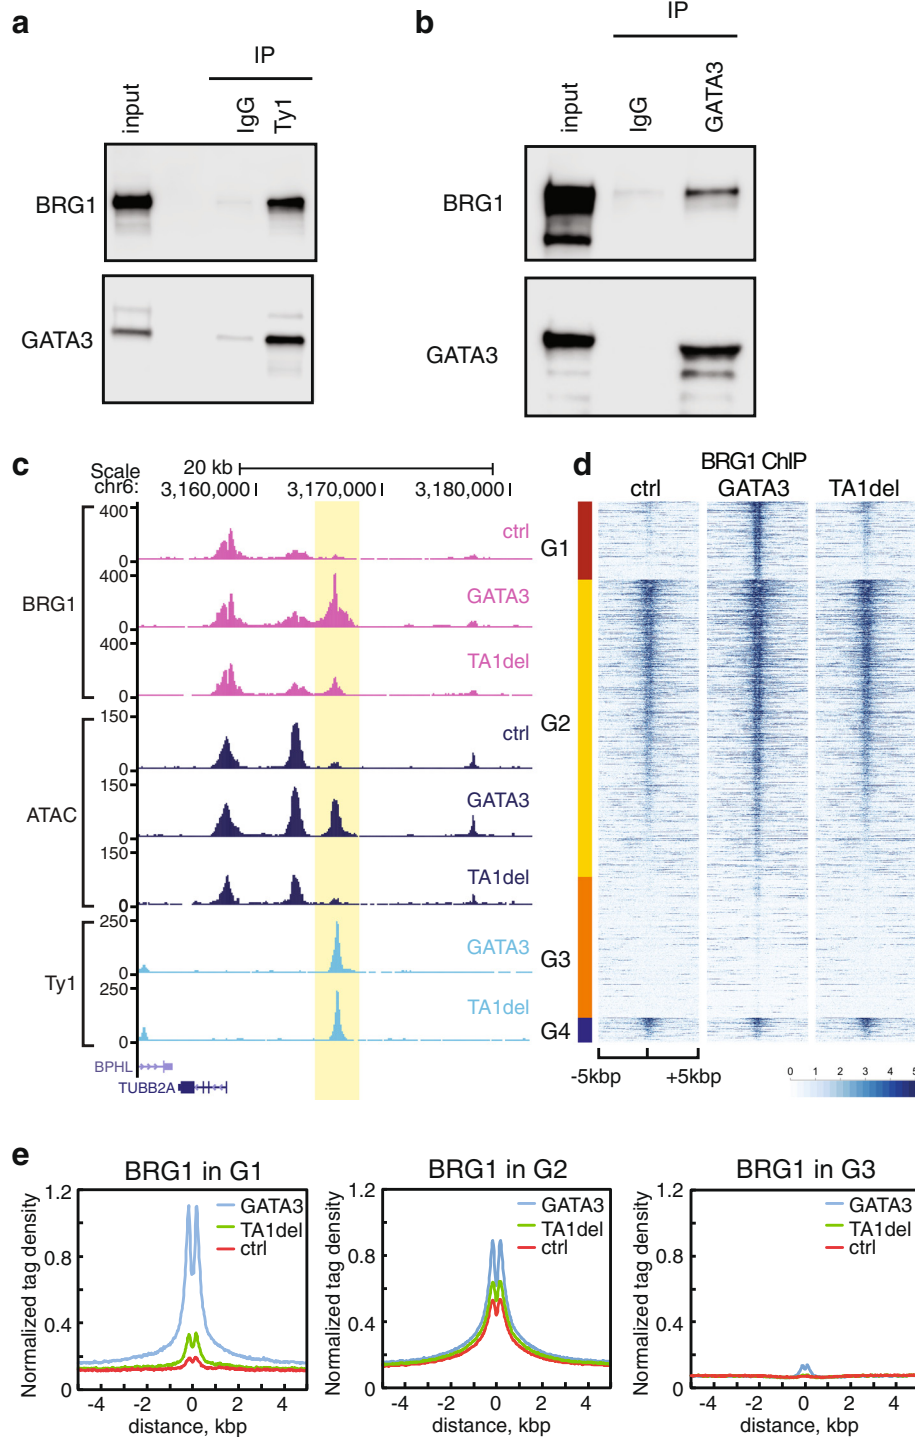 a
IP
input
IgG
Ty1
BRG1
GATA3
b
IP
input
IgG
GATA3
BRG1
GATA3
c
Scale
20 kb
chr6:
3,160,000
3,170,000
3,180,000
BRG1
400
0
ctrl
400
0
GATA3
400
0
TA1del
ATAC
150
0
ctrl
150
0
GATA3
150
0
TA1del
Ty1
250
0
GATA3
250
0
TA1del
BPHL
TUBB2A
d
BRG1 ChIP
ctrl GATA3 TA1del
G1
G2
G3
G4
-5kbp +5kbp
0 1 2 3 4 5
e
BRG1 in G1
Normalized tag density
1.2
0.8
0.4
0
GATA3
TA1del
ctrl
-4 -2 0 2 4
distance, kbp
BRG1 in G2
Normalized tag density
1.2
0.8
0.4
0
GATA3
TA1del
ctrl
-4 -2 0 2 4
distance, kbp
BRG1 in G3
Normalized tag density
1.2
0.8
0.4
0
GATA3
TA1del
ctrl
-4 -2 0 2 4
distance, kbp